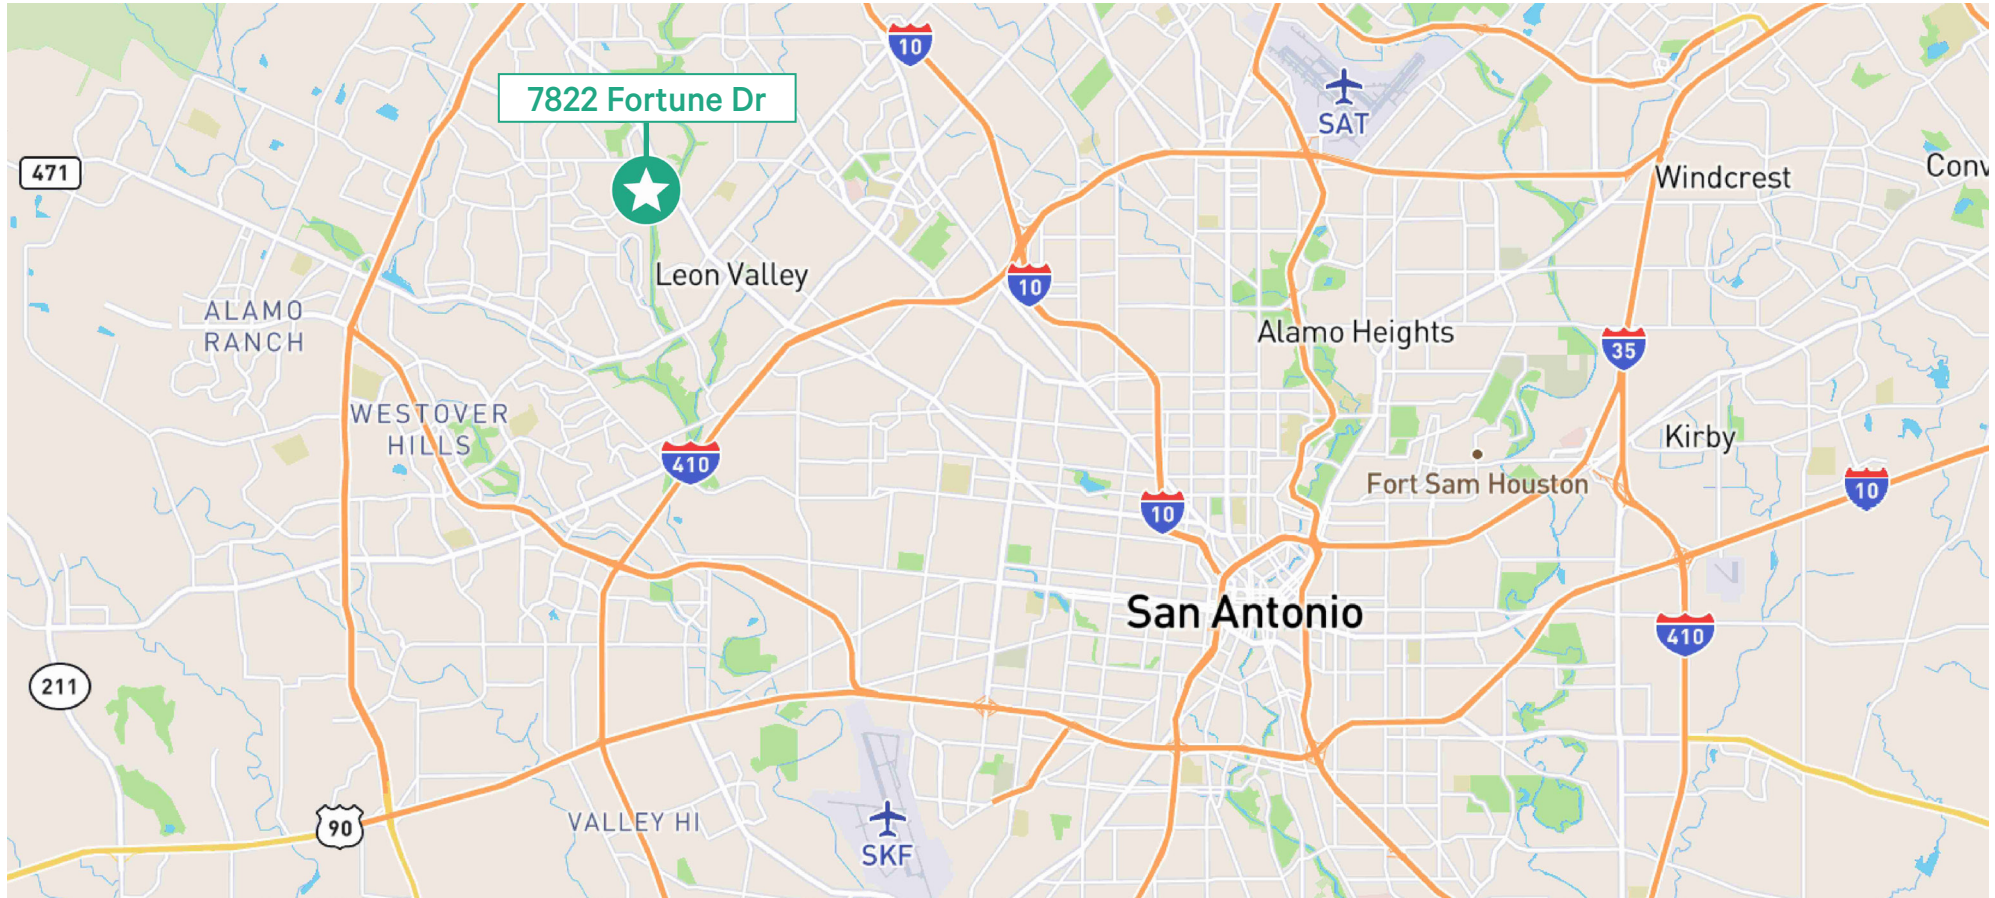 10
7822 Fortune Dr
SAT
471
Windcrest
Conv
Leon Valley
10
ALAMO
RANCH
Alamo Heights
35
WESTOVER
HILLS
Kirby
410
Fort Sam Houston
10
10
San Antonio
410
211
90
VALLEY HI
SKF